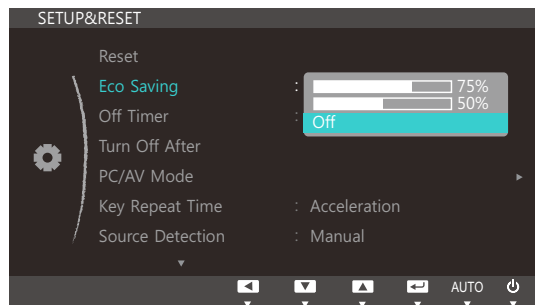 SETUP&RESET
Reset
Eco Saving : 75%
50%
Off Timer : Off
Turn Off After
PC/AV Mode
Key Repeat Time : Acceleration
Source Detection : Manual
AUTO